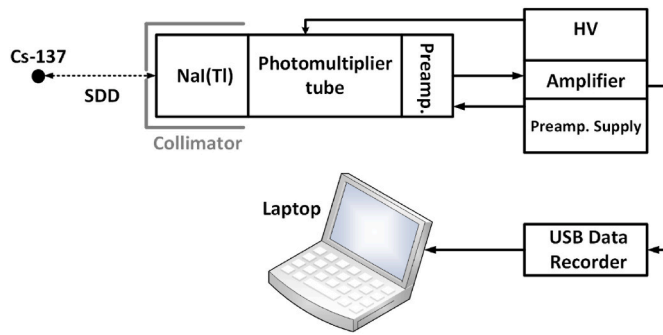 Cs-137
SDD
NaI(Tl)
Photomultiplier
tube
Preamp.
Collimator
HV
Amplifier
Preamp. Supply
Laptop
USB Data
Recorder